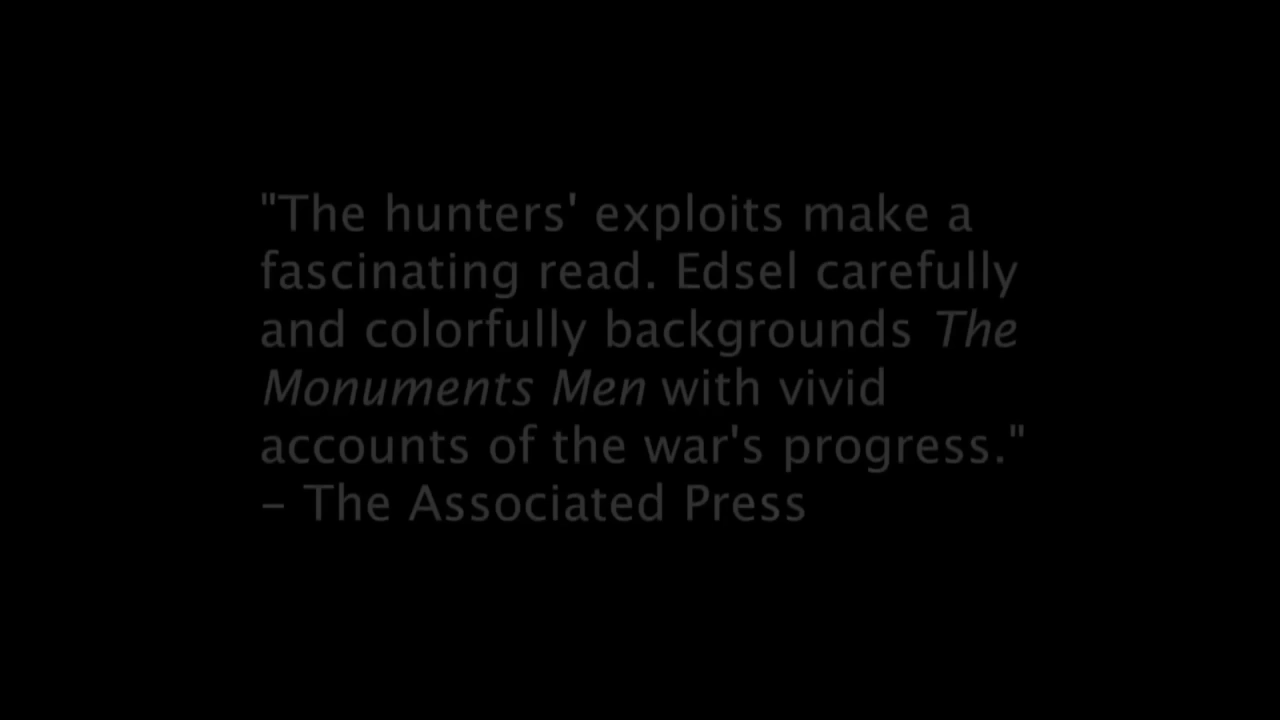 "The hunters' exploits make a
fascinating read. Edsel carefully
and colorfully backgrounds The
Monuments Men with vivid
accounts of the war's progress."
– The Associated Press